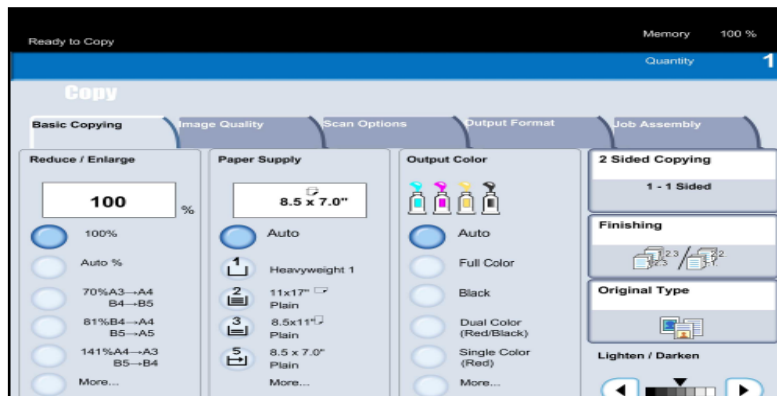 Ready to Copy
Memory 100 %
Quantity 1
Copy
Basic Copying
Image Quality
Scan Options
Output Format
Job Assembly
Reduce / Enlarge
100 %
100%
Auto %
70%A3→A4
B4→B5
81%B4→A4
B5→A5
141%A4→A3
B5→B4
More...
Paper Supply
8.5 x 7.0"
Auto
1 Heavyweight 1
2 11x17"
Plain
3 8.5x11"
Plain
5 8.5 x 7.0"
Plain
More...
Output Color
Auto
Full Color
Black
Dual Color
(Red/Black)
Single Color
(Red)
More...
2 Sided Copying
1 - 1 Sided
Finishing
Original Type
Lighten / Darken